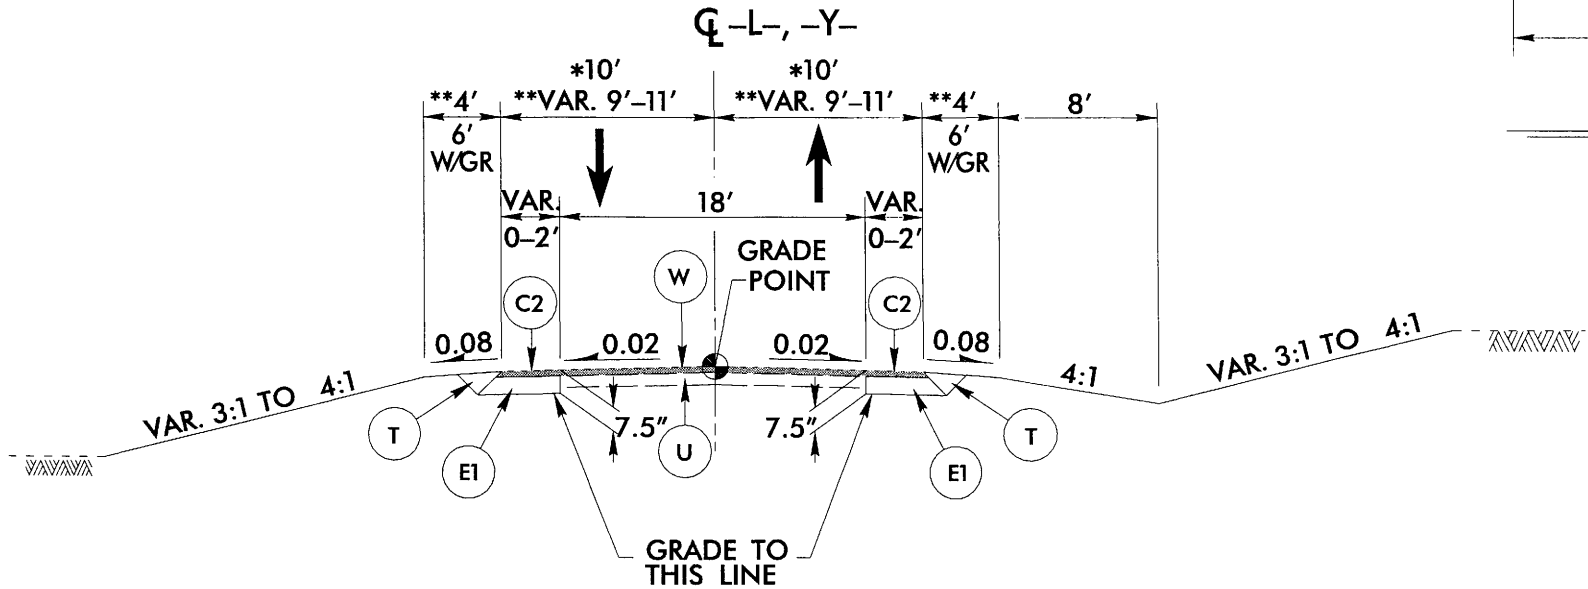 ℄ –L–, –Y–
*10'
*10'
**4'
**VAR. 9'–11'
**VAR. 9'–11'
**4'
8'
6'
W/GR
6'
W/GR
VAR.
0–2'
18'
VAR.
0–2'
GRADE
POINT
W
C2
C2
0.08
0.02
0.02
0.08
VAR. 3:1 TO 4:1
4:1
VAR. 3:1 TO 4:1
7.5"
7.5"
T
E1
U
E1
T
GRADE TO
THIS LINE